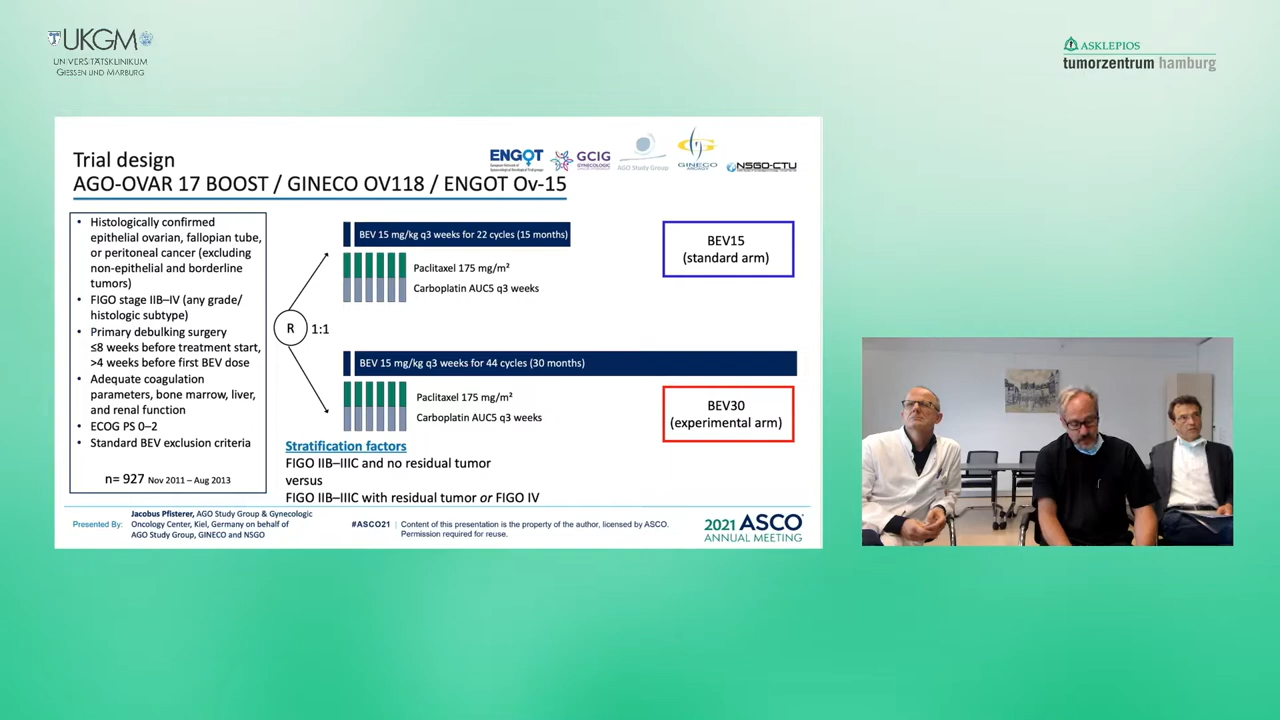 UKGM
UNIVERSITÄTSKLINIKUM
GIESSEN UND MARBURG
ASKLEPIOS
tumorzentrum hamburg
Trial design
AGO-OVAR 17 BOOST / GINECO OV118 / ENGOT Ov-15
ENGOT
GCIG
AGO Study Group
GINECO
NSGO-CTU
• Histologically confirmed
epithelial ovarian, fallopian tube,
or peritoneal cancer (excluding
non-epithelial and borderline
tumors)
• FIGO stage IIB–IV (any grade/
histologic subtype)
• Primary debulking surgery
≤8 weeks before treatment start,
>4 weeks before first BEV dose
• Adequate coagulation
parameters, bone marrow, liver,
and renal function
• ECOG PS 0–2
• Standard BEV exclusion criteria
n= 927 Nov 2011 – Aug 2013
R 1:1
BEV 15 mg/kg q3 weeks for 22 cycles (15 months)
Paclitaxel 175 mg/m²
Carboplatin AUC5 q3 weeks
BEV15
(standard arm)
BEV 15 mg/kg q3 weeks for 44 cycles (30 months)
Paclitaxel 175 mg/m²
Carboplatin AUC5 q3 weeks
BEV30
(experimental arm)
Stratification factors
FIGO IIB–IIIC and no residual tumor
versus
FIGO IIB–IIIC with residual tumor or FIGO IV
Presented By:
Jacobus Pfisterer, AGO Study Group & Gynecologic
Oncology Center, Kiel, Germany on behalf of
AGO Study Group, GINECO and NSGO
#ASCO21
Content of this presentation is the property of the author, licensed by ASCO.
Permission required for reuse.
2021 ASCO
ANNUAL MEETING